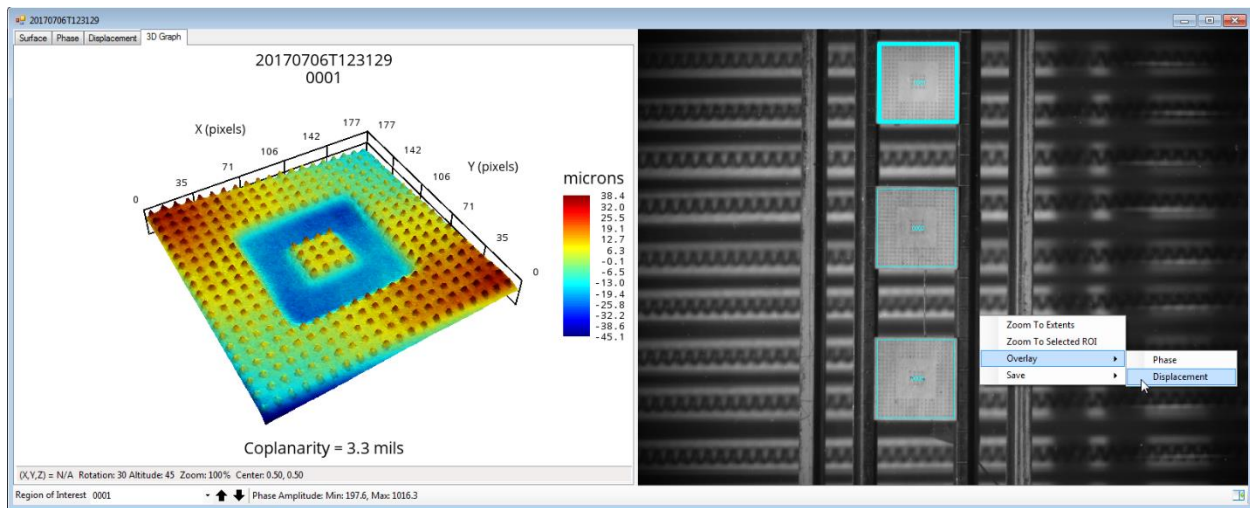 20170706T123129
Surface Phase Displacement 3D Graph
20170706T123129
0001
X (pixels)
0 35 71 106 142 177
Y (pixels)
177 142 106 71 35 0
microns
38.4
32.0
25.5
19.1
12.7
6.3
-0.1
-6.5
-13.0
-19.4
-25.8
-32.2
-38.6
-45.1
Coplanarity = 3.3 mils
(X,Y,Z) = N/A Rotation: 30 Altitude: 45 Zoom: 100% Center: 0.50, 0.50
Region of Interest 0001 Phase Amplitude: Min: 197.6, Max: 1016.3
Zoom To Extents
Zoom To Selected ROI
Overlay
Save
Phase
Displacement